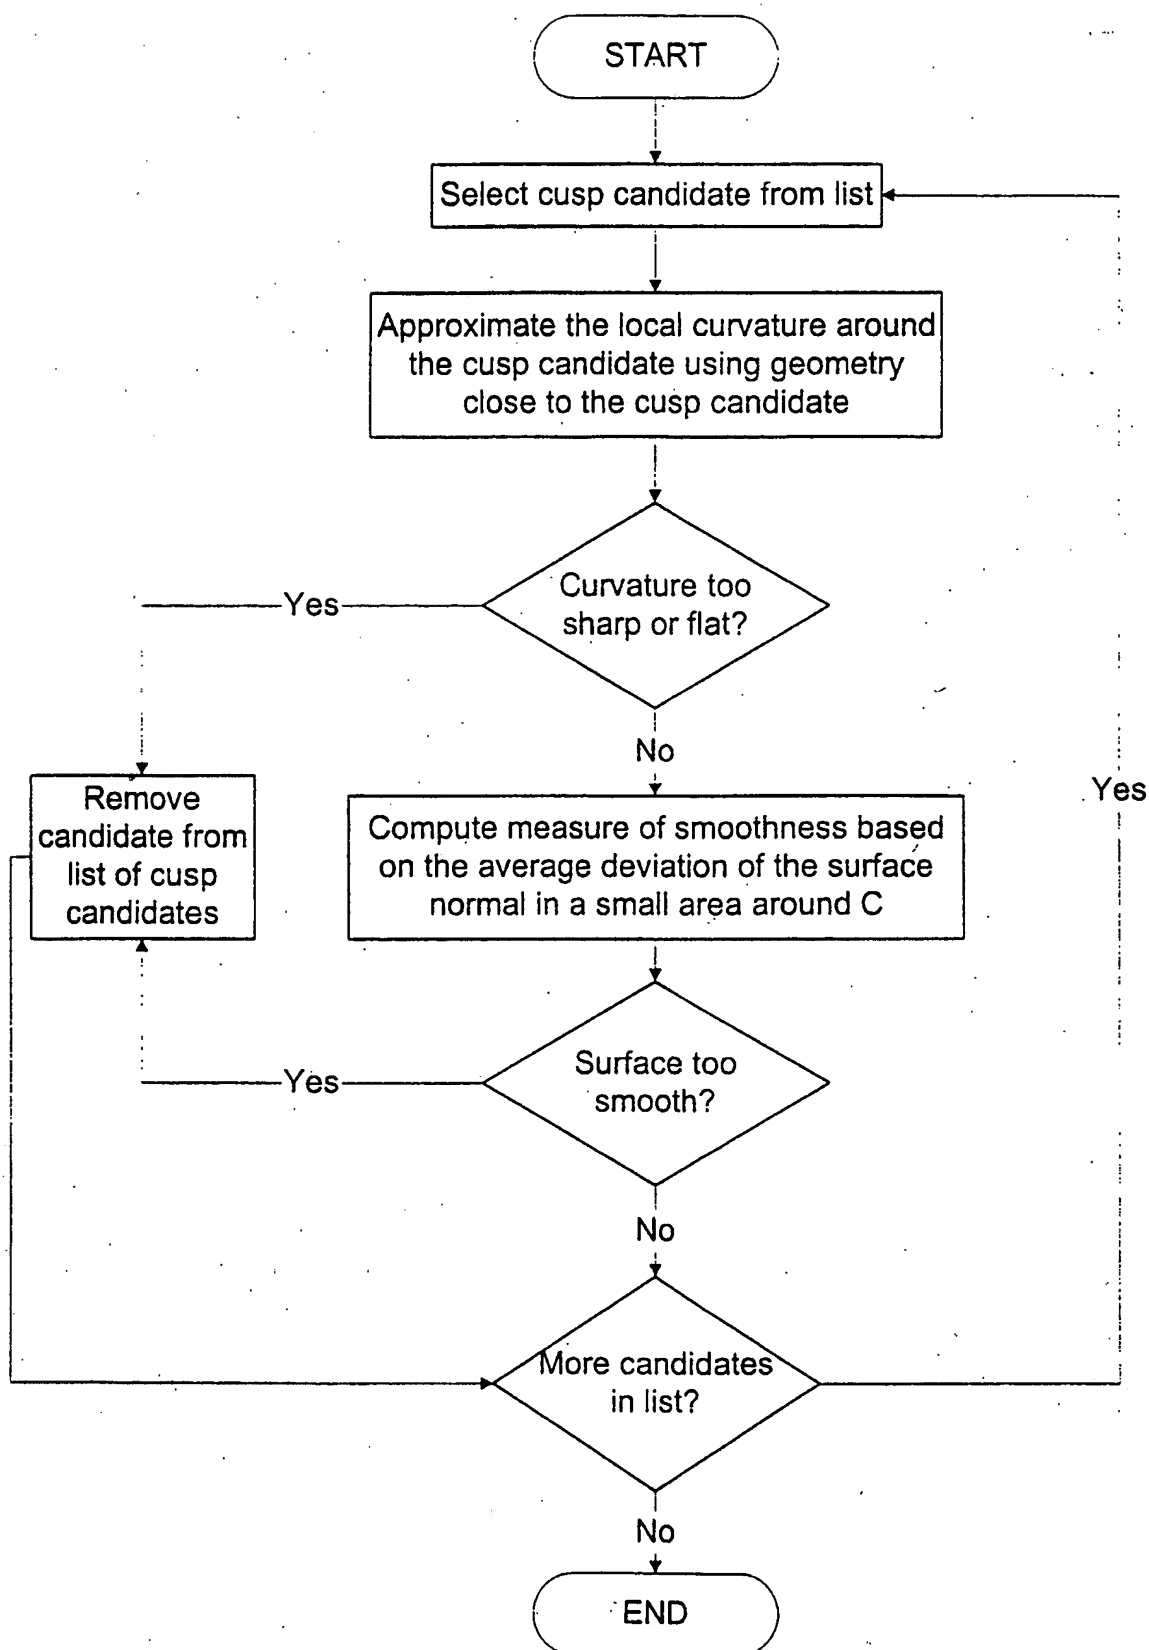 START
Select cusp candidate from list
Approximate the local curvature around
the cusp candidate using geometry
close to the cusp candidate
Curvature too
sharp or flat?
Yes
No
Remove
candidate from
list of cusp
candidates
Compute measure of smoothness based
on the average deviation of the surface
normal in a small area around C
Yes
Surface too
smooth?
Yes
No
More candidates
in list?
No
END